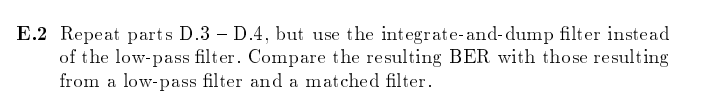 E.2 Repeat parts D.3 – D.4, but use the integrate-and-dump filter instead
of the low-pass filter. Compare the resulting BER with those resulting
from a low-pass filter and a matched filter.